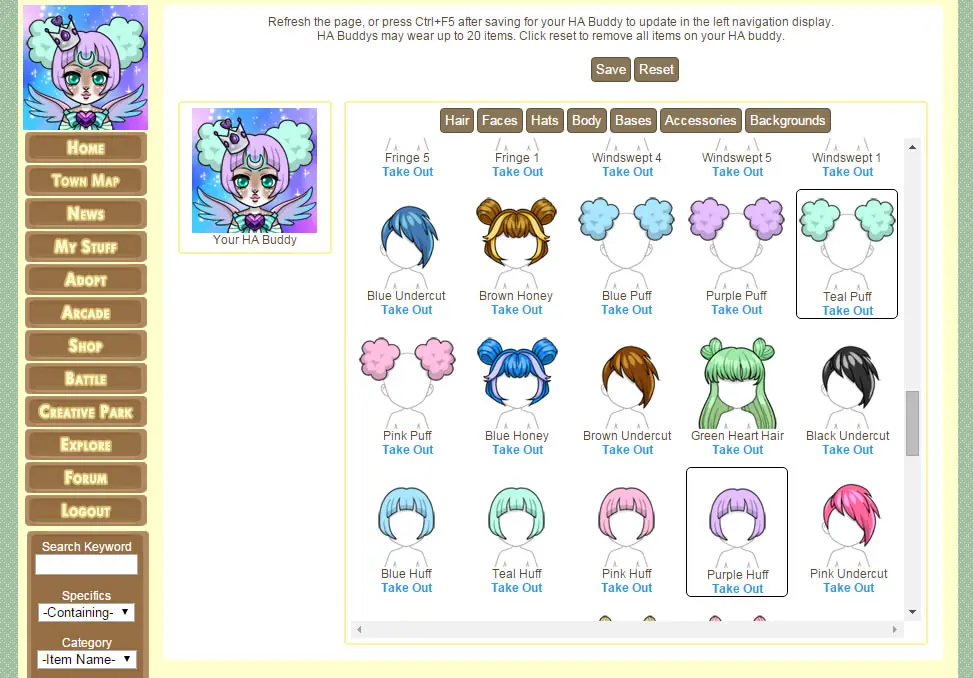 Refresh the page, or press Ctrl+F5 after saving for your HA Buddy to update in the left navigation display.
HA Buddys may wear up to 20 items. Click reset to remove all items on your HA buddy.
Save Reset
Home
Town Map
News
My Stuff
Adopt
Arcade
Shop
Battle
Creative Park
Explore
Forum
Logout
Search Keyword
Specifics
-Containing-
Category
-Item Name-
Your HA Buddy
Hair Faces Hats Body Bases Accessories Backgrounds
Fringe 5 Fringe 1 Windswept 4 Windswept 5 Windswept 1
Take Out Take Out Take Out Take Out Take Out
Blue Undercut Brown Honey Blue Puff Purple Puff Teal Puff
Take Out Take Out Take Out Take Out Take Out
Pink Puff Blue Honey Brown Undercut Green Heart Hair Black Undercut
Take Out Take Out Take Out Take Out Take Out
Blue Huff Teal Huff Pink Huff Purple Huff Pink Undercut
Take Out Take Out Take Out Take Out Take Out